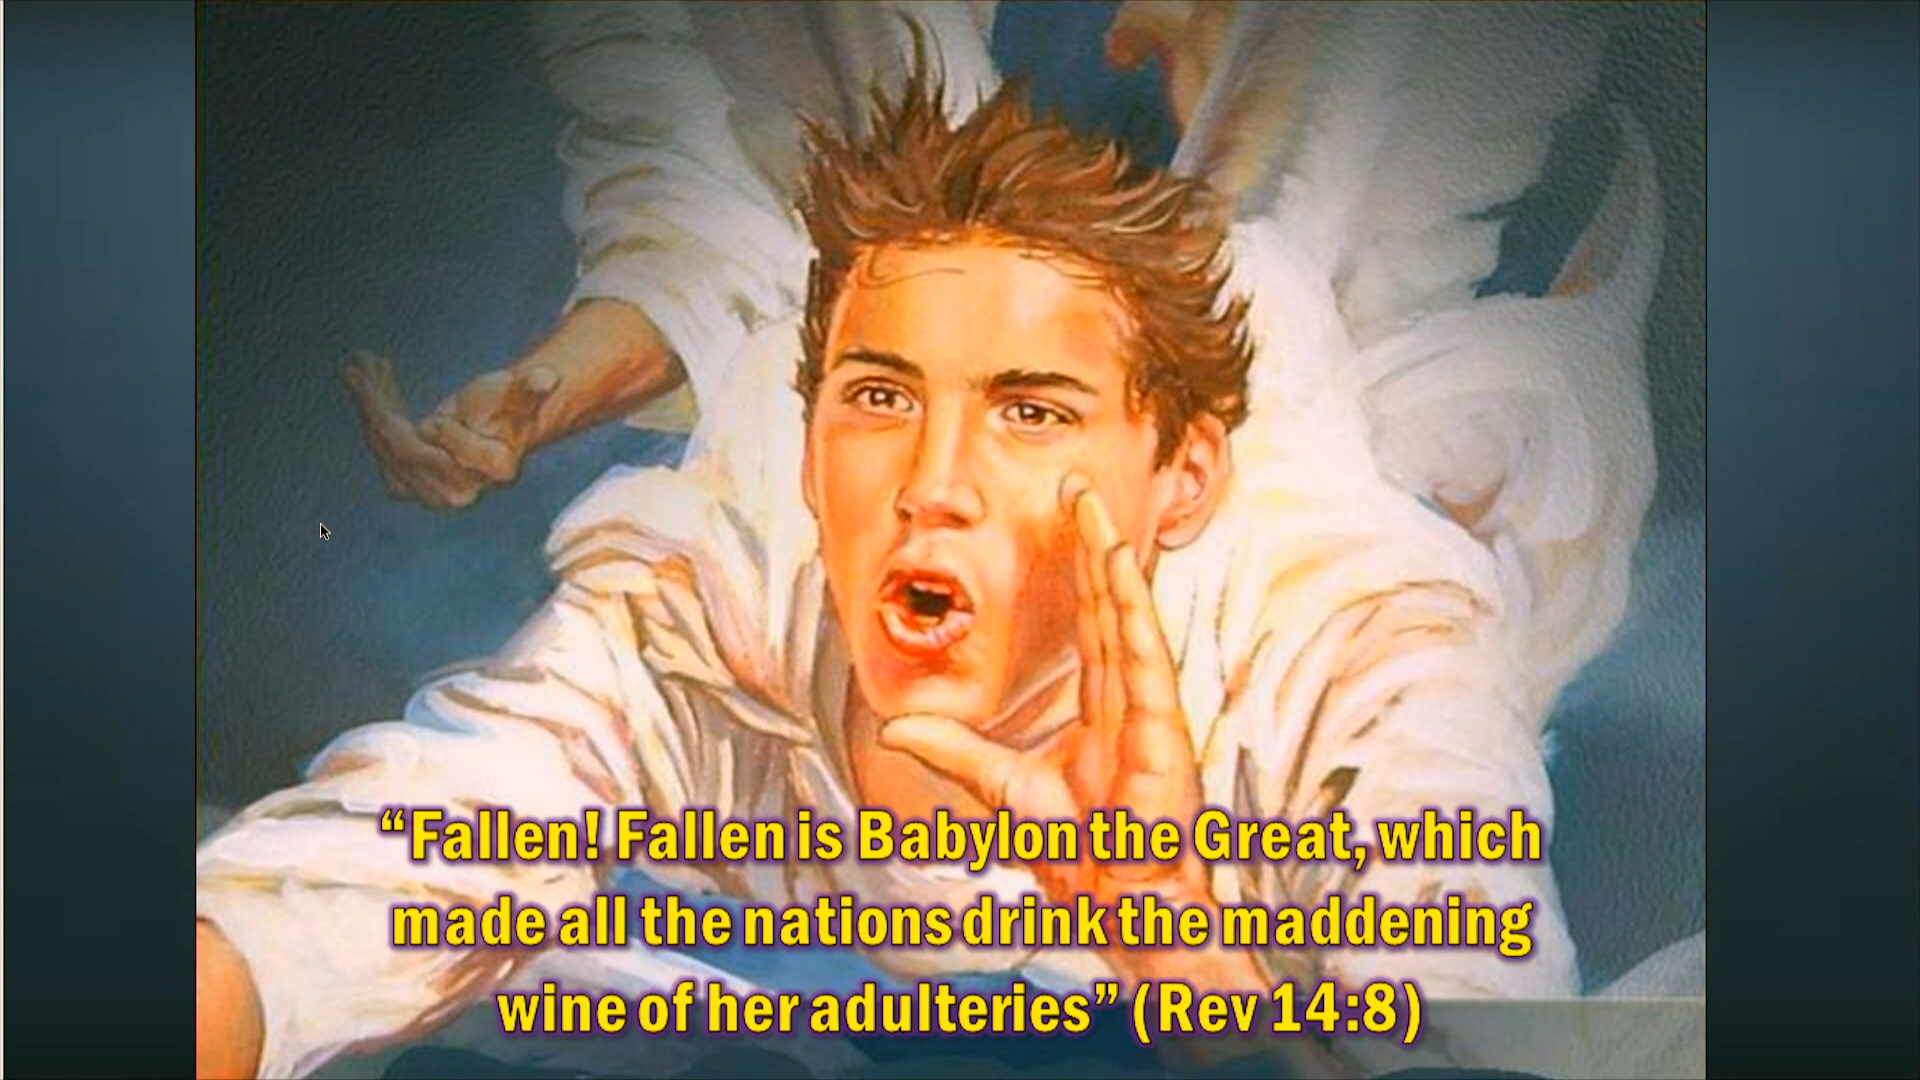 “Fallen! Fallen is Babylon the Great, which
made all the nations drink the maddening
wine of her adulteries” (Rev 14:8)